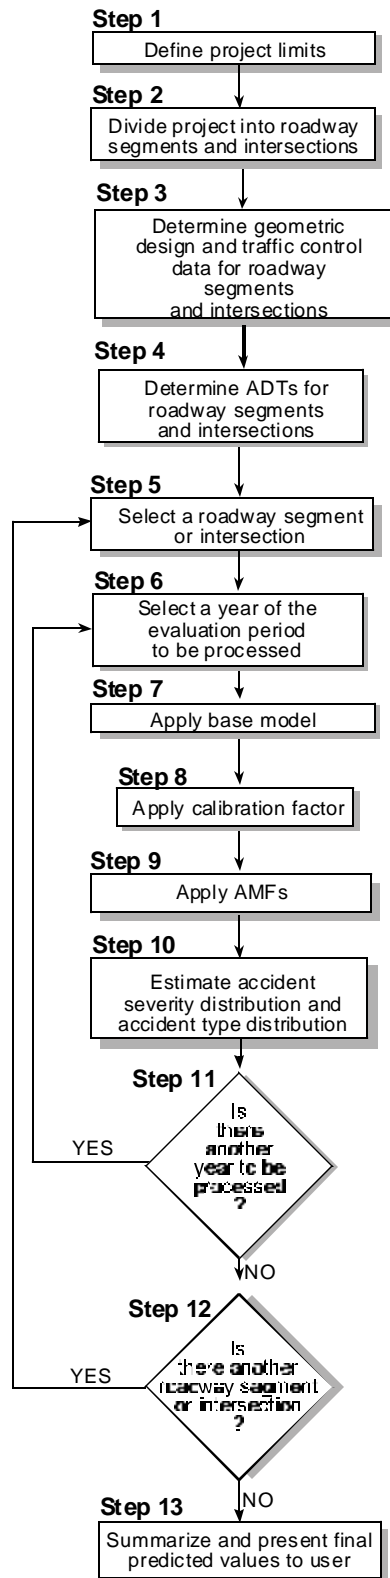 Step 1
Define project limits
Step 2
Divide project into roadway
segments and intersections
Step 3
Determine geometric
design and traffic control
data for roadway
segments
and intersections
Step 4
Determine ADTs for
roadway segments
and intersections
Step 5
Select a roadway segment
or intersection
Step 6
Select a year of the
evaluation period
to be processed
Step 7
Apply base model
Step 8
Apply calibration factor
Step 9
Apply AMFs
Step 10
Estimate accident
severity distribution and
accident type distribution
Step 11
Is
there
another
year to be
processed
?
YES
NO
Step 12
Is
there another
roadway segment
or intersection
?
YES
NO
Step 13
Summarize and present final
predicted values to user